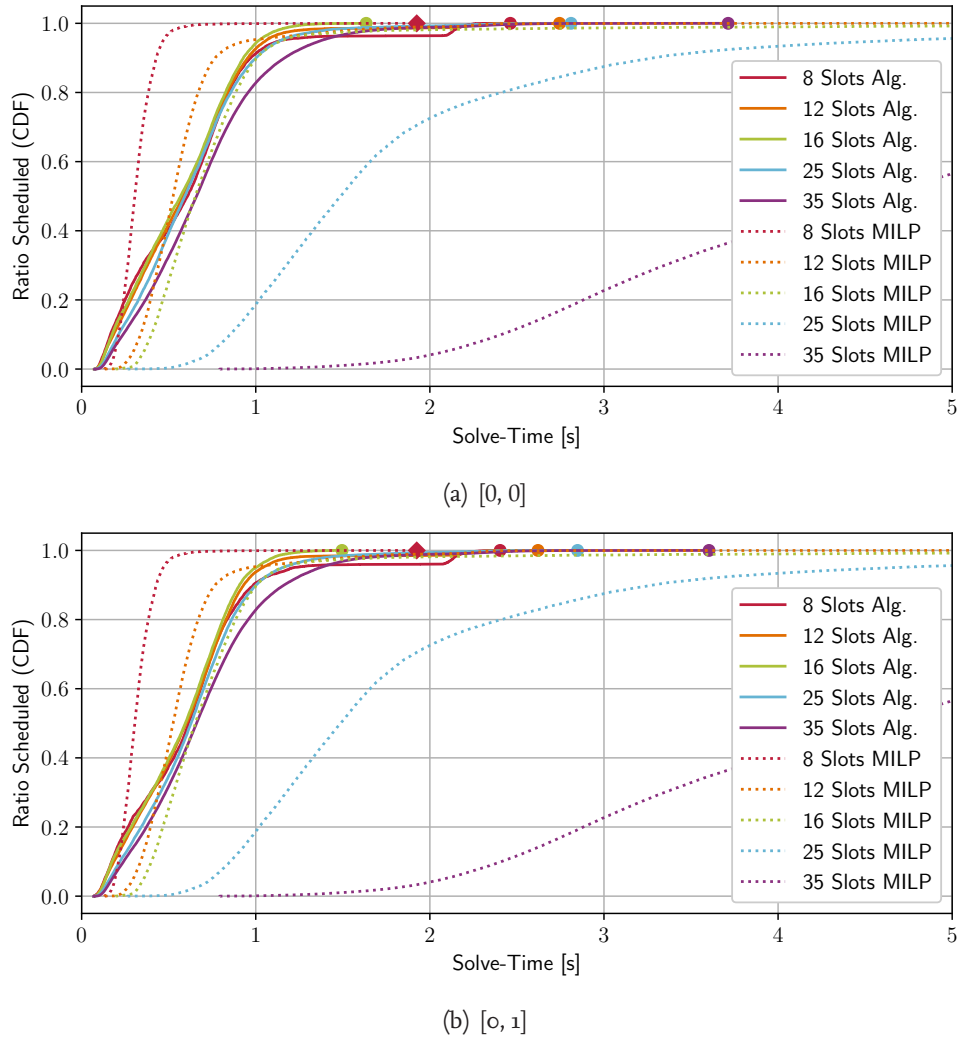 1.0
0.8
0.6
0.4
0.2
0.0
Ratio Scheduled (CDF)
8 Slots Alg.
12 Slots Alg.
16 Slots Alg.
25 Slots Alg.
35 Slots Alg.
8 Slots MILP
12 Slots MILP
16 Slots MILP
25 Slots MILP
35 Slots MILP
0 1 2 3 4 5
Solve-Time [s]
(a) [0, 0]
1.0
0.8
0.6
0.4
0.2
0.0
Ratio Scheduled (CDF)
8 Slots Alg.
12 Slots Alg.
16 Slots Alg.
25 Slots Alg.
35 Slots Alg.
8 Slots MILP
12 Slots MILP
16 Slots MILP
25 Slots MILP
35 Slots MILP
0 1 2 3 4 5
Solve-Time [s]
(b) [0, 1]